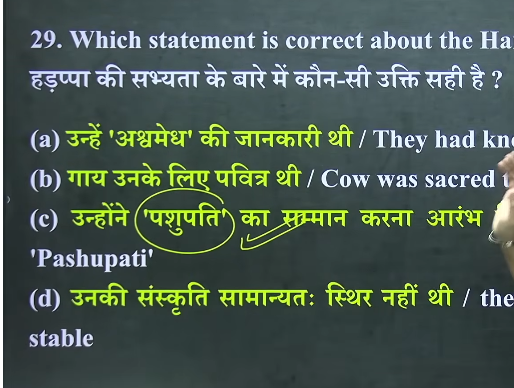 29. Which statement is correct about the Ha
हड़प्पा की सभ्यता के बारे में कौन-सी उक्ति सही है ?
(a) उन्हें 'अश्वमेध' की जानकारी थी / They had kn
(b) गाय उनके लिए पवित्र थी / Cow was sacred
(c) उन्होंने 'पशुपति' का सम्मान करना आरंभ
'Pashupati'
(d) उनकी संस्कृति सामान्यतः स्थिर नहीं थी / the
stable